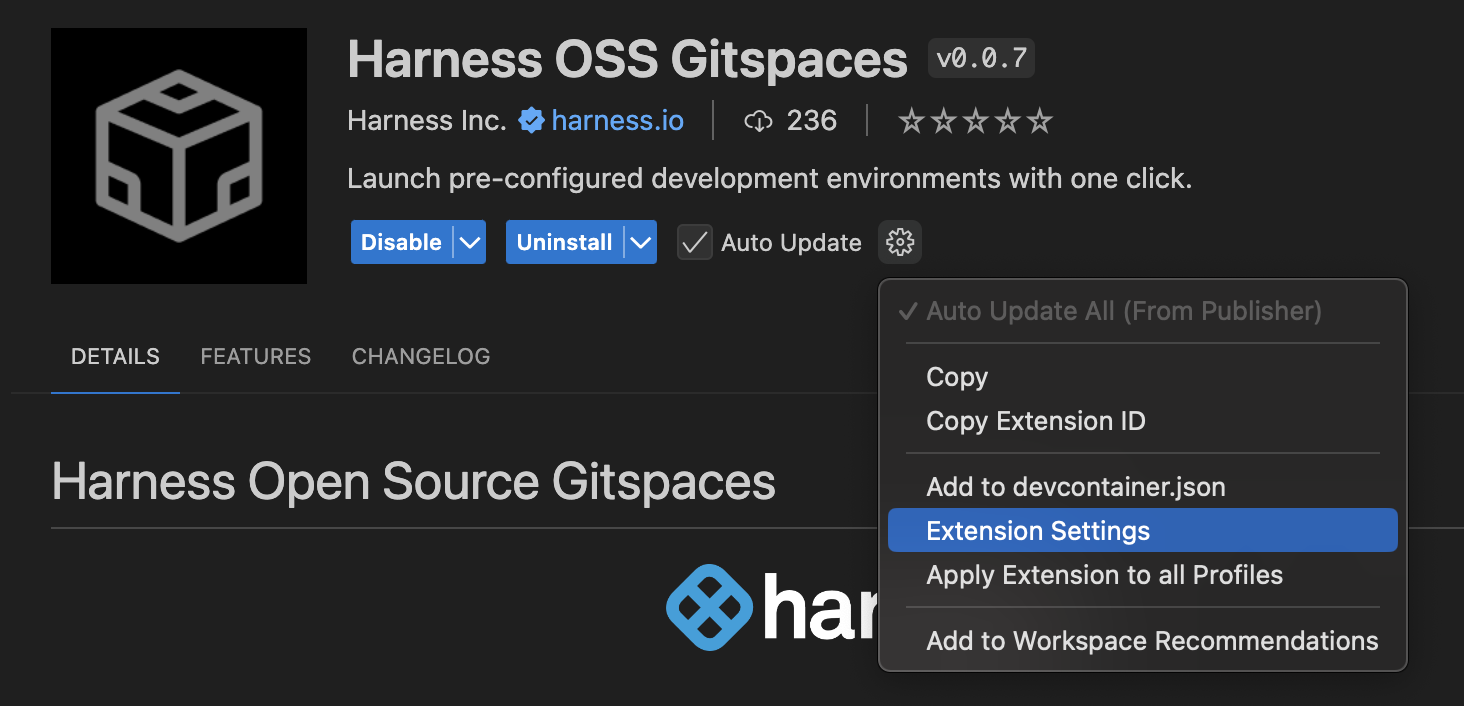 Harness OSS Gitspaces v0.0.7
Harness Inc. harness.io 236
Launch pre-configured development environments with one click.
Disable Uninstall Auto Update
Auto Update All (From Publisher)
DETAILS FEATURES CHANGELOG
Copy
Copy Extension ID
Add to devcontainer.json
Extension Settings
Apply Extension to all Profiles
Add to Workspace Recommendations
Harness Open Source Gitspaces
har